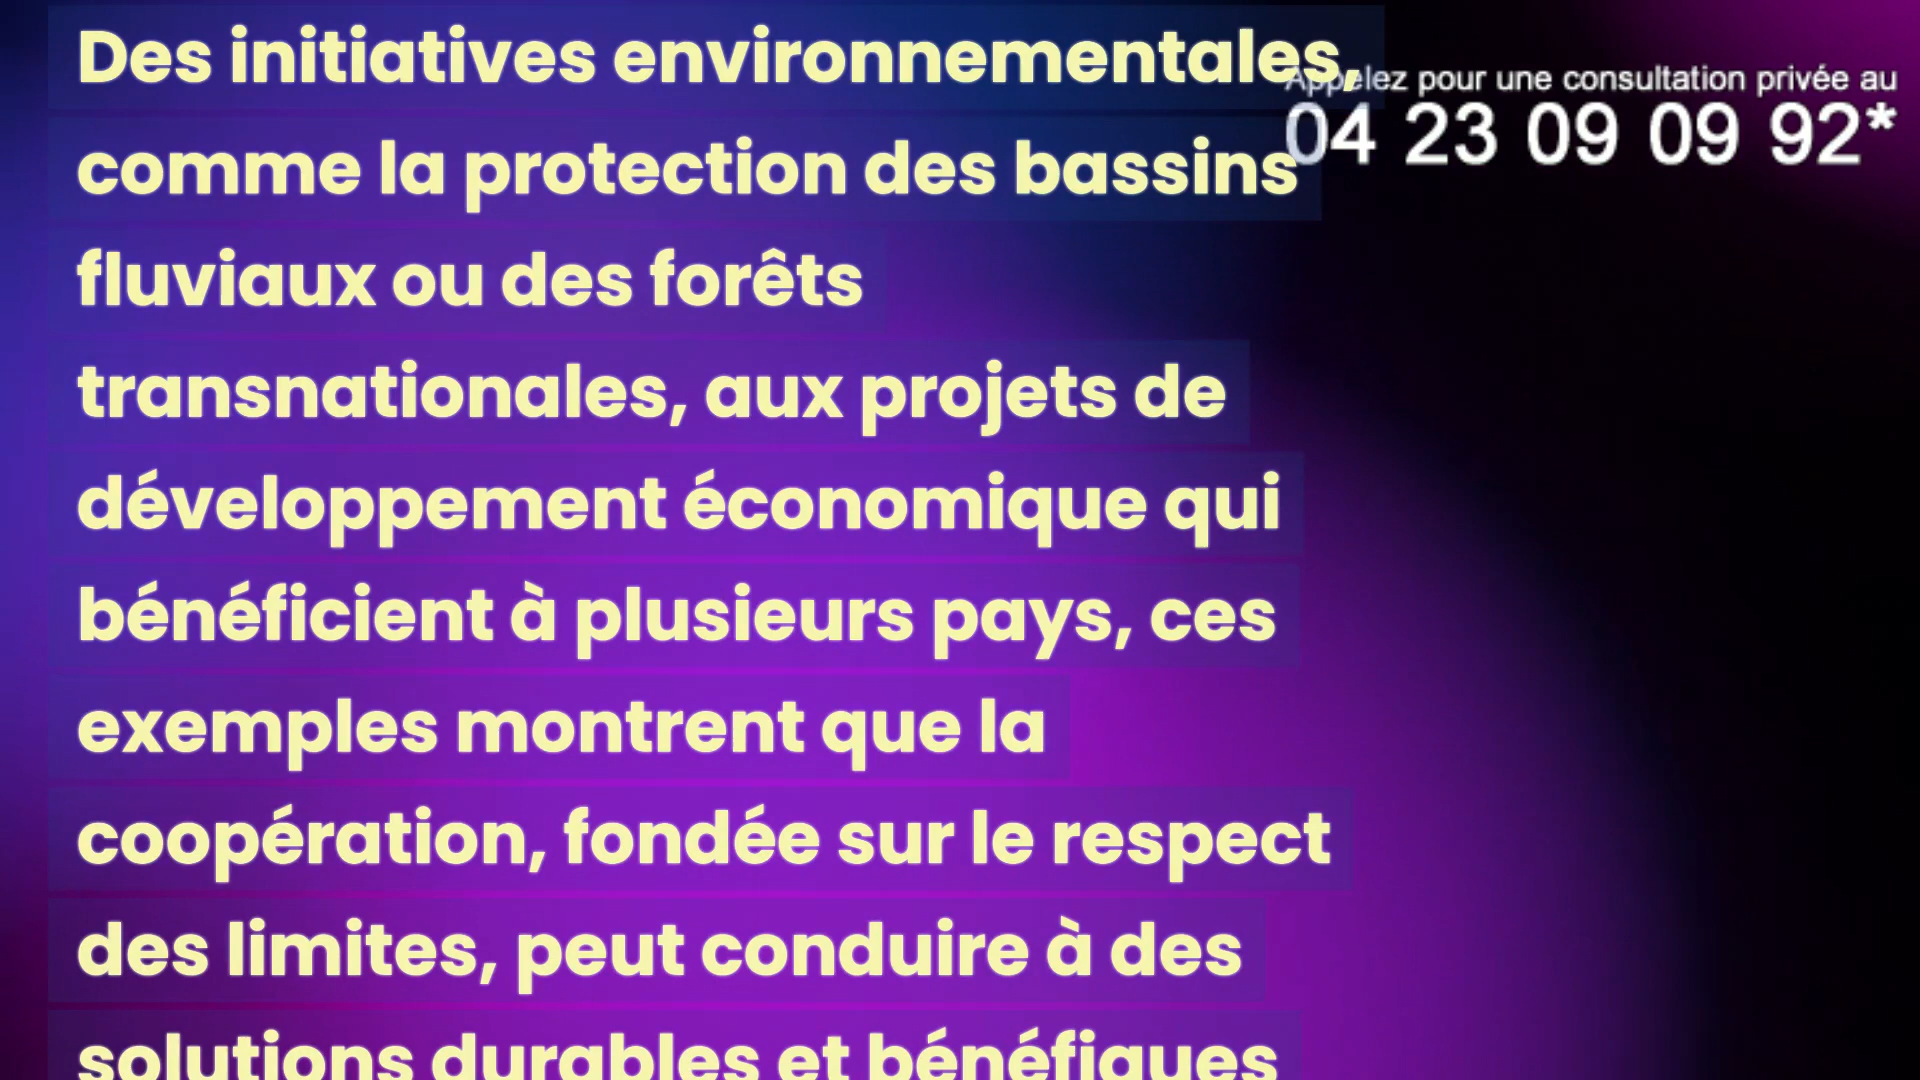 Des initiatives environnementales,
Appelez pour une consultation privée au
04 23 09 09 92*
comme la protection des bassins
fluviaux ou des forêts
transnationales, aux projets de
développement économique qui
bénéficient à plusieurs pays, ces
exemples montrent que la
coopération, fondée sur le respect
des limites, peut conduire à des
solutions durables et bénéfiques